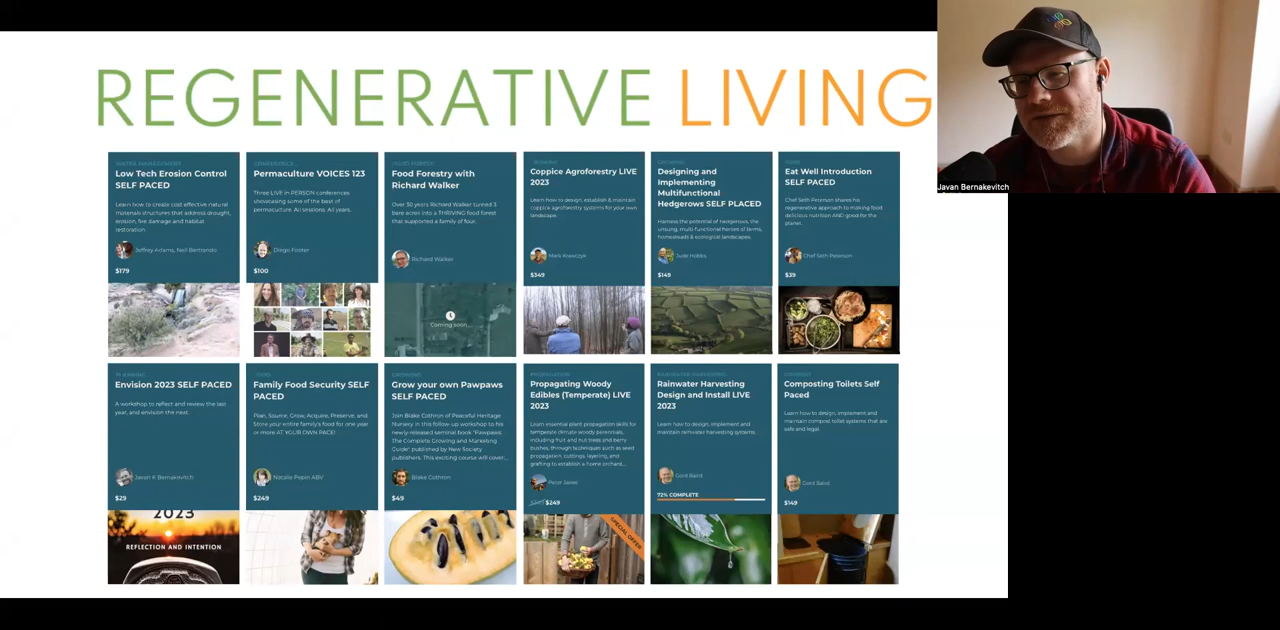 REGENERATIVE LIVING
Javan Bernakevitch
WATER MANAGEMENT
Low Tech Erosion Control
SELF PACED
Learn how to create cost effective natural
materials structures that address drought,
erosion, fire damage and habitat
restoration.
Jeffrey Adams, Neil Bertrando
$179
Permaculture VOICES 123
Three LIVE in PERSON conferences
showcasing some of the best of
permaculture. All sessions. All years.
Diego Footer
$100
FOOD FOREST
Food Forestry with
Richard Walker
Over 30 years Richard Walker turned 3
bare acres into a THRIVING food forest
that supported a family of four.
Richard Walker
Coming soon...
Coppice Agroforestry LIVE
2023
Learn how to design, establish & maintain
coppice agroforestry systems for your own
landscape.
Mark Krawczyk
$349
GROWING
Designing and
Implementing
Multifunctional
Hedgerows SELF PLACED
Harness the potential of hedgerows, the
unsung, multi-functional heroes of farms,
homesteads & ecological landscapes.
Jude Hobbs
$149
FOOD
Eat Well Introduction
SELF PACED
Chef Seth Peterson shares his
regenerative approach to making food
delicious nutrition AND good for the
planet.
Chef Seth Peterson
$39
PLANNING
Envision 2023 SELF PACED
A workshop to reflect and review the last
year, and envision the next.
Javan K Bernakevitch
$29
2023
REFLECTION AND INTENTION
FOOD
Family Food Security SELF
PACED
Plan, Source, Grow, Acquire, Preserve, and
Store your entire family's food for one year
or more AT YOUR OWN PACE!
Natalie Pepin ABV
$249
GROWING
Grow your own Pawpaws
SELF PACED
Join Blake Cothron of Peaceful Heritage
Nursery in this follow up workshop to his
newly-released seminal book "Pawpaws:
The Complete Growing and Marketing
Guide" published by New Society
publishers. This exciting course will cover:...
Blake Cothron
$49
PROPAGATION
Propagating Woody
Edibles (Temperate) LIVE
2023
Learn essential plant propagation skills for
temperate climate woody perennials,
including fruit and nut trees and berry
bushes, through techniques such as seed
propagation, cuttings, layering, and
grafting to establish a home orchard,...
Peter Janes
$249
SPECIAL OFFER
RAINWATER HARVESTING
Rainwater Harvesting
Design and Install LIVE
2023
Learn how to design, implement and
maintain rainwater harvesting systems.
Gord Baird
72% COMPLETE
COMPOST
Composting Toilets Self
Paced
Learn how to design, implement and
maintain compost toilet systems that are
safe and legal.
Gord Baird
$149